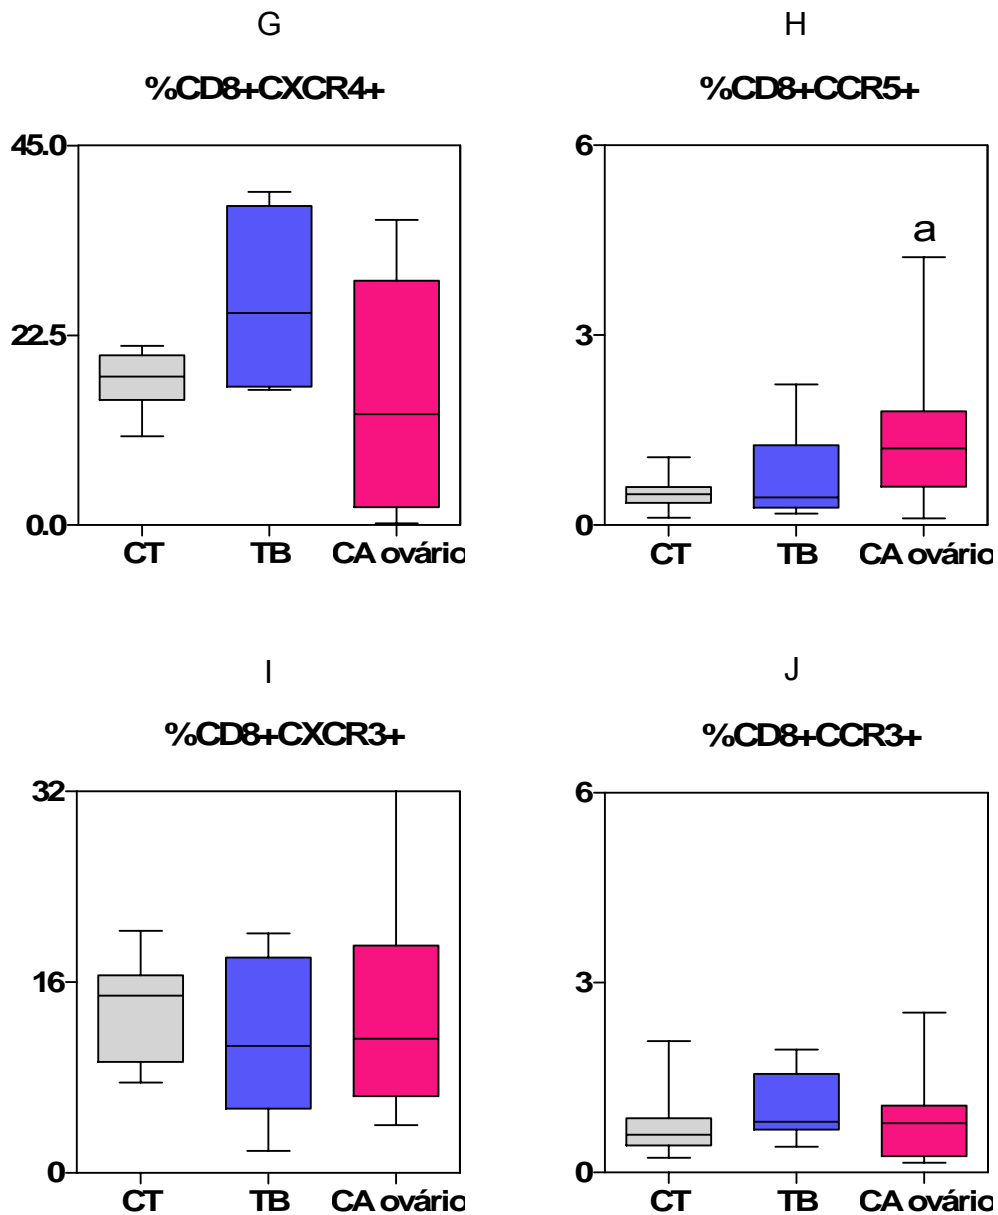 G
%CD8+CXCR4+
45.0
22.5
0.0
CT TB CA ovário
H
%CD8+CCR5+
6
a
3
0
CT TB CA ovário
I
%CD8+CXCR3+
32
16
0
CT TB CA ovário
J
%CD8+CCR3+
6
3
0
CT TB CA ovário